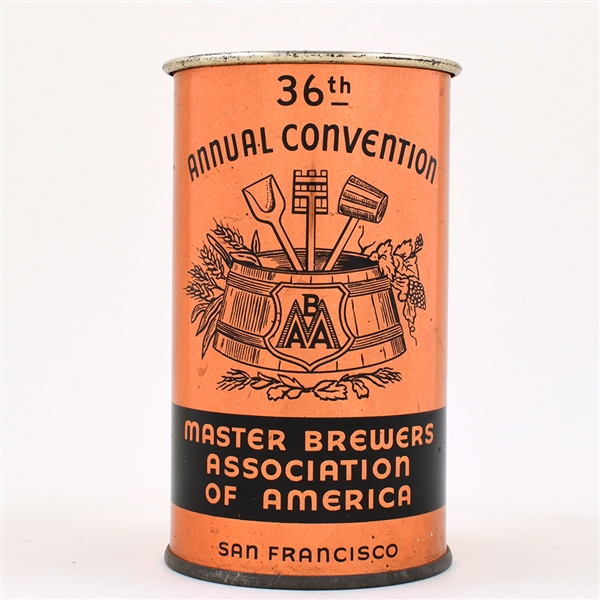 36th
ANNUAL CONVENTION
B
MAA
MASTER BREWERS
ASSOCIATION
OF AMERICA
SAN FRANCISCO